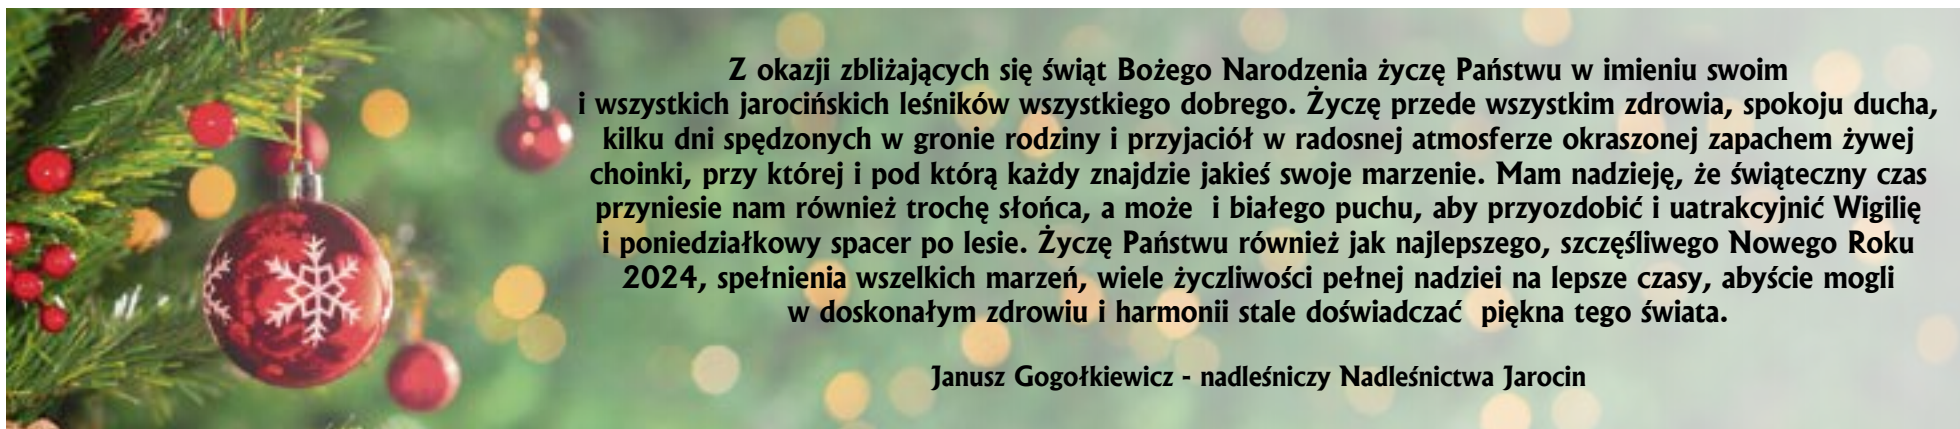 Z okazji zbliżających się świąt Bożego Narodzenia życzę Państwu w imieniu swoim
i wszystkich jarocińskich leśników wszystkiego dobrego. Życzę przede wszystkim zdrowia, spokoju ducha,
kilku dni spędzonych w gronie rodziny i przyjaciół w radosnej atmosferze okraszonej zapachem żywej
choinki, przy której i pod którą każdy znajdzie jakieś swoje marzenie. Mam nadzieję, że świąteczny czas
przyniesie nam również trochę słońca, a może  i białego puchu, aby przyozdobić i uatrakcyjnić Wigilię
i poniedziałkowy spacer po lesie. Życzę Państwu również jak najlepszego, szczęśliwego Nowego Roku
2024, spełnienia wszelkich marzeń, wiele życzliwości pełnej nadziei na lepsze czasy, abyście mogli
w doskonałym zdrowiu i harmonii stale doświadczać  piękna tego świata.
Janusz Gogołkiewicz - nadleśniczy Nadleśnictwa Jarocin